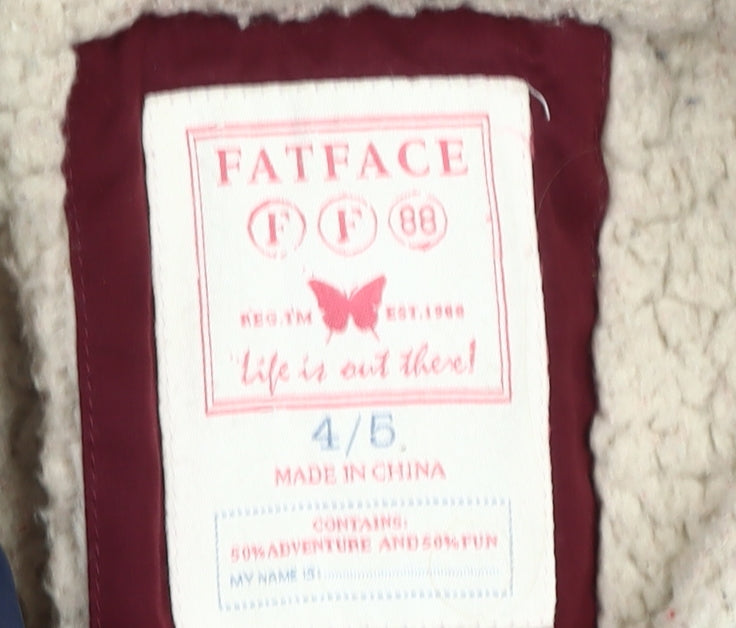 FATFACE
F F 88
REG.TM EST.1988
Life is out there!
4/5
MADE IN CHINA
CONTAINS:
50% ADVENTURE AND 50% FUN
MY NAME IS: